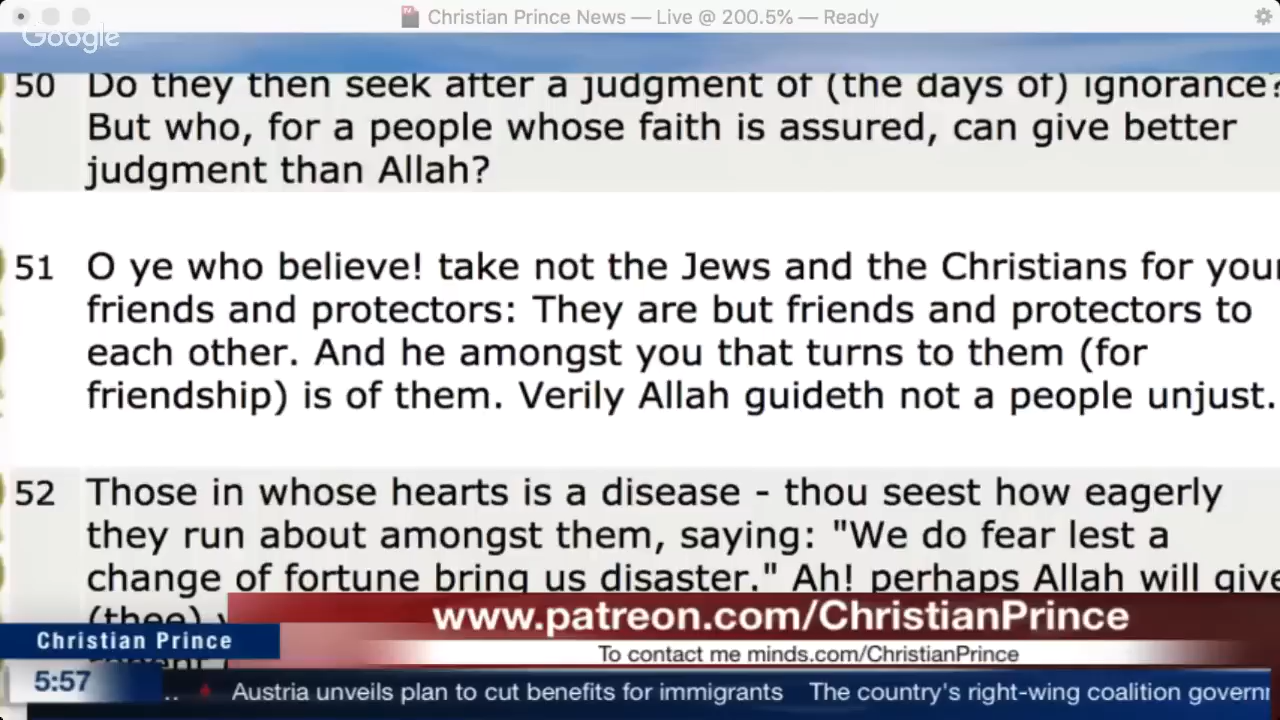 Christian Prince News — Live @ 200.5% — Ready
Google
50 Do they then seek after a judgment of (the days of) ignorance?
But who, for a people whose faith is assured, can give better
judgment than Allah?
51 O ye who believe! take not the Jews and the Christians for your
friends and protectors: They are but friends and protectors to
each other. And he amongst you that turns to them (for
friendship) is of them. Verily Allah guideth not a people unjust.
52 Those in whose hearts is a disease - thou seest how eagerly
they run about amongst them, saying: "We do fear lest a
change of fortune bring us disaster." Ah! perhaps Allah will give
(thee)
www.patreon.com/ChristianPrince
Christian Prince
To contact me minds.com/ChristianPrince
5:57
.. Austria unveils plan to cut benefits for immigrants The country's right-wing coalition governm